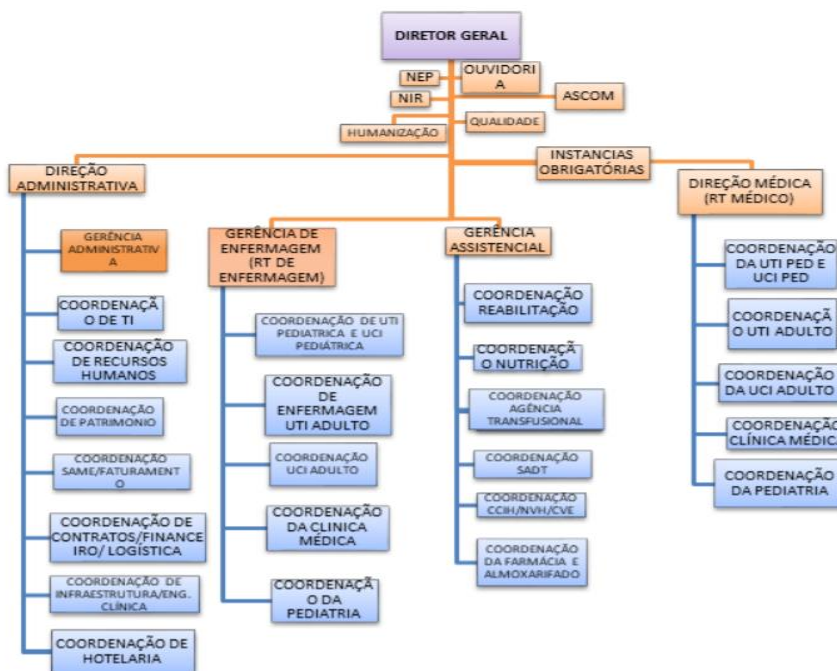 DIRETOR GERAL
NEP
OUVIDORI
A
NIR
ASCOM
HUMANIZAÇÃO
QUALIDADE
DIREÇÃO
ADMINISTRATIVA
INSTANCIAS
OBRIGATÓRIAS
DIREÇÃO MÉDICA
(RT MÉDICO)
GERÊNCIA
ADMINISTRATIV
A
COORDENAÇÃ
O DE TI
COORDENAÇÃO
DE RECURSOS
HUMANOS
COORDENAÇÃO
DE PATRIMONIO
COORDENAÇÃO
SAME/FATURAMENT
O
COORDENAÇÃO DE
CONTRATOS/FINANCE
IRO/ LOGÍSTICA
COORDENAÇÃO DE
INFRAESTRUTURA/ENG.
CLÍNICA
COORDENAÇÃO DE
HOTELARIA
GERÊNCIA DE
ENFERMAGEM
(RT DE
ENFERMAGEM)
COORDENAÇÃO DE UTI
PEDIATRICA E UCI
PEDIÁTRICA
COORDENAÇÃO
DE
ENFERMAGEM
UTI ADULTO
COORDENAÇÃO
UCI ADULTO
COORDENAÇÃO
DA CLINICA
MÉDICA
COORDENAÇÃ
O DA
PEDIATRIA
GERÊNCIA
ASSISTENCIAL
COORDENAÇÃO
REABILITAÇÃO
COORDENAÇÃ
O NUTRIÇÃO
COORDENAÇÃO
AGÊNCIA
TRANSFUSIONAL
COORDENAÇÃO
SADT
COORDENAÇÃO
CCIH/NVH/CVE
COORDENAÇÃO
DA FARMÁCIA E
ALMOXARIFADO
COORDENAÇÃO
DA UTI PED E
UCI PED
COORDENAÇÃ
O UTI ADULTO
COORDENAÇÃO
DA UCI ADULTO
COORDENAÇÃO
CLÍNICA MÉDICA
COORDENAÇÃO
DA PEDIATRIA